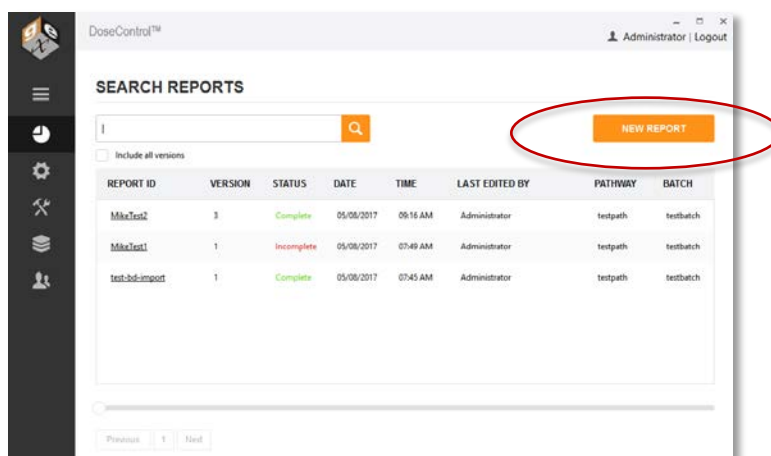 gex
DoseControl™
Administrator | Logout
SEARCH REPORTS
NEW REPORT
Include all versions
REPORT ID VERSION STATUS DATE TIME LAST EDITED BY PATHWAY BATCH
MikeTest2 3 Complete 05/08/2017 09:16 AM Administrator testpath testbatch
MikeTest1 1 Incomplete 05/08/2017 07:49 AM Administrator testpath testbatch
test-bd-import 1 Complete 05/08/2017 07:45 AM Administrator testpath testbatch
Previous 1 Next